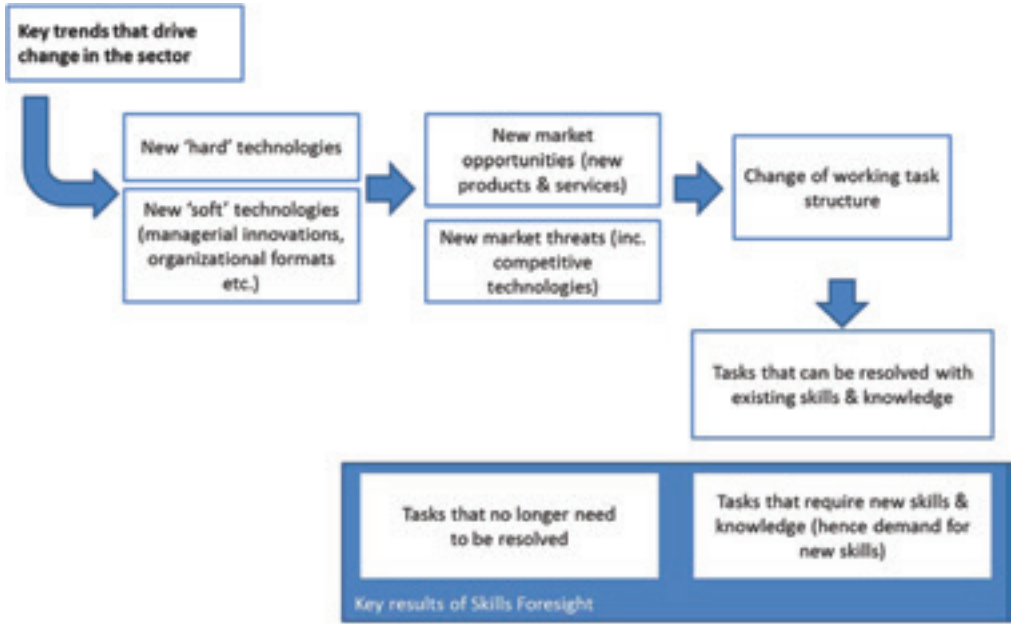 Key trends that drive
change in the sector
New ‘hard’ technologies
New ‘soft’ technologies
(managerial innovations,
organizational formats
etc.)
New market
opportunities (new
products & services)
New market threats (inc.
competitive
technologies)
Change of working task
structure
Tasks that can be resolved with
existing skills & knowledge
Tasks that no longer need
to be resolved
Tasks that require new skills &
knowledge (hence demand for
new skills)
Key results of Skills Foresight